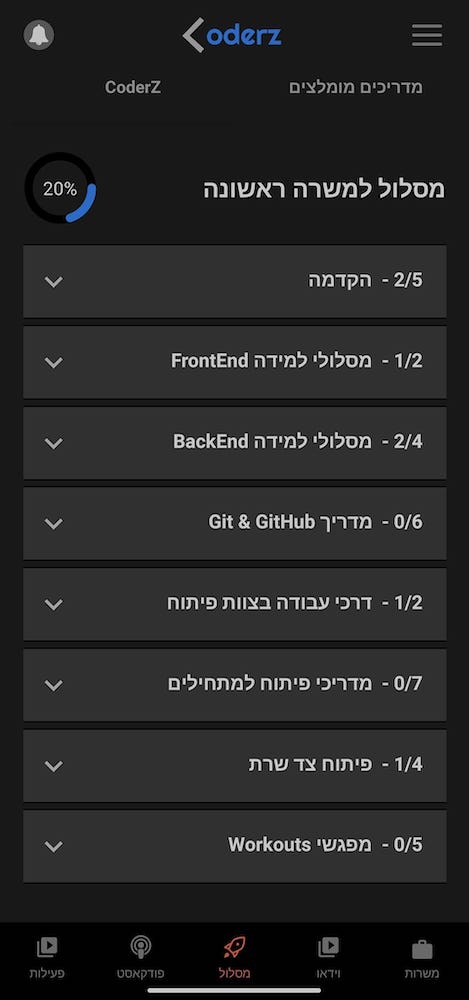 Coderz
מדריכים מומלצים
CoderZ
מסלול למשרה ראשונה
20%
2/5 - הקדמה
1/2 - מסלולי למידה FrontEnd
2/4 - מסלולי למידה BackEnd
0/6 - מדריך Git & GitHub
1/2 - דרכי עבודה בצוות פיתוח
0/7 - מדריכי פיתוח למתחילים
1/4 - פיתוח צד שרת
0/5 - מפגשי Workouts
משרות
וידאו
מסלול
פודקאסט
פעילות